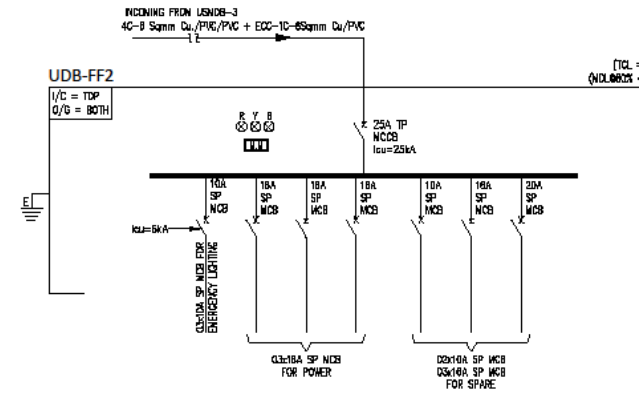 INCOMING FROM USMDB-3
4C-6 Sqmm Cu./PVC/PVC + ECC-1C-6Sqmm Cu/PVC
UDB-FF2
I/C = TOP
O/G = BOTH
(TCL =
R Y B
25A TP
MCCB
Icu=25kA
E
10A
SP
MCB
16A
SP
MCB
16A
SP
MCB
16A
SP
MCB
10A
SP
MCB
16A
SP
MCB
20A
SP
MCB
Icu=6kA
03x10A SP MCB FOR
EMERGENCY LIGHTING
03x16A SP MCB
FOR POWER
02x10A SP MCB
03x16A SP MCB
FOR SPARE